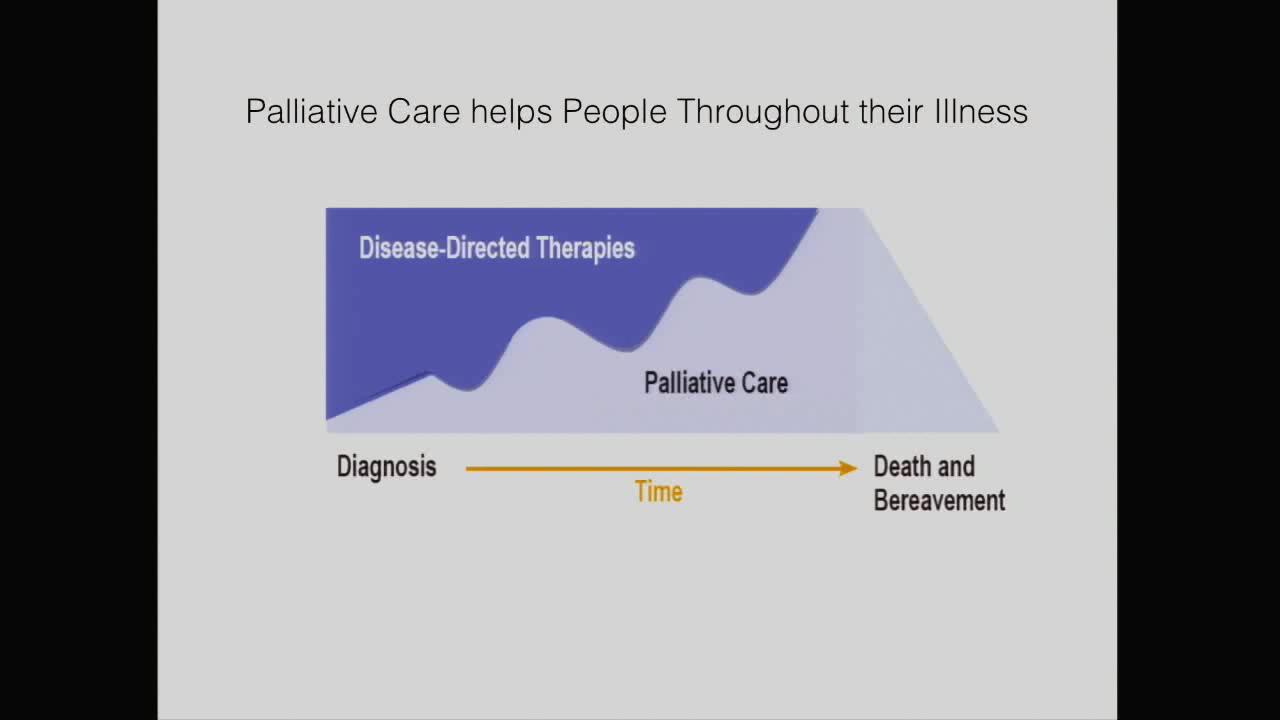 Palliative Care helps People Throughout their Illness
Disease-Directed Therapies
Palliative Care
Diagnosis
Time
Death and
Bereavement